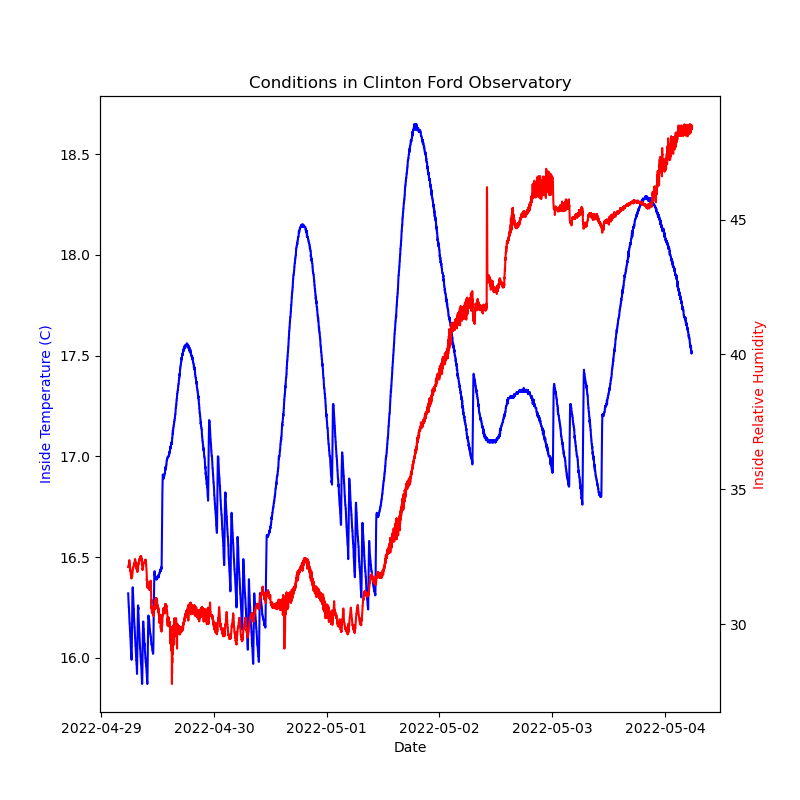 Conditions in Clinton Ford Observatory
Inside Temperature (C)
18.5
18.0
17.5
17.0
16.5
16.0
45
40
35
30
Inside Relative Humidity
2022-04-29 2022-04-30 2022-05-01 2022-05-02 2022-05-03 2022-05-04
Date